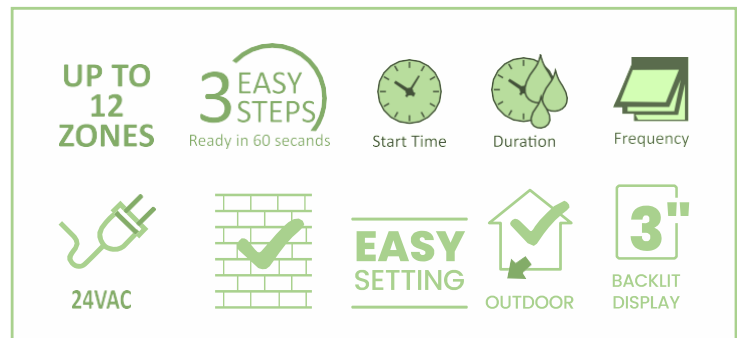 UP TO
12
ZONES
3 EASY
STEPS
Ready in 60 secands
Start Time
Duration
Frequency
24VAC
EASY
SETTING
OUTDOOR
3"
BACKLIT
DISPLAY